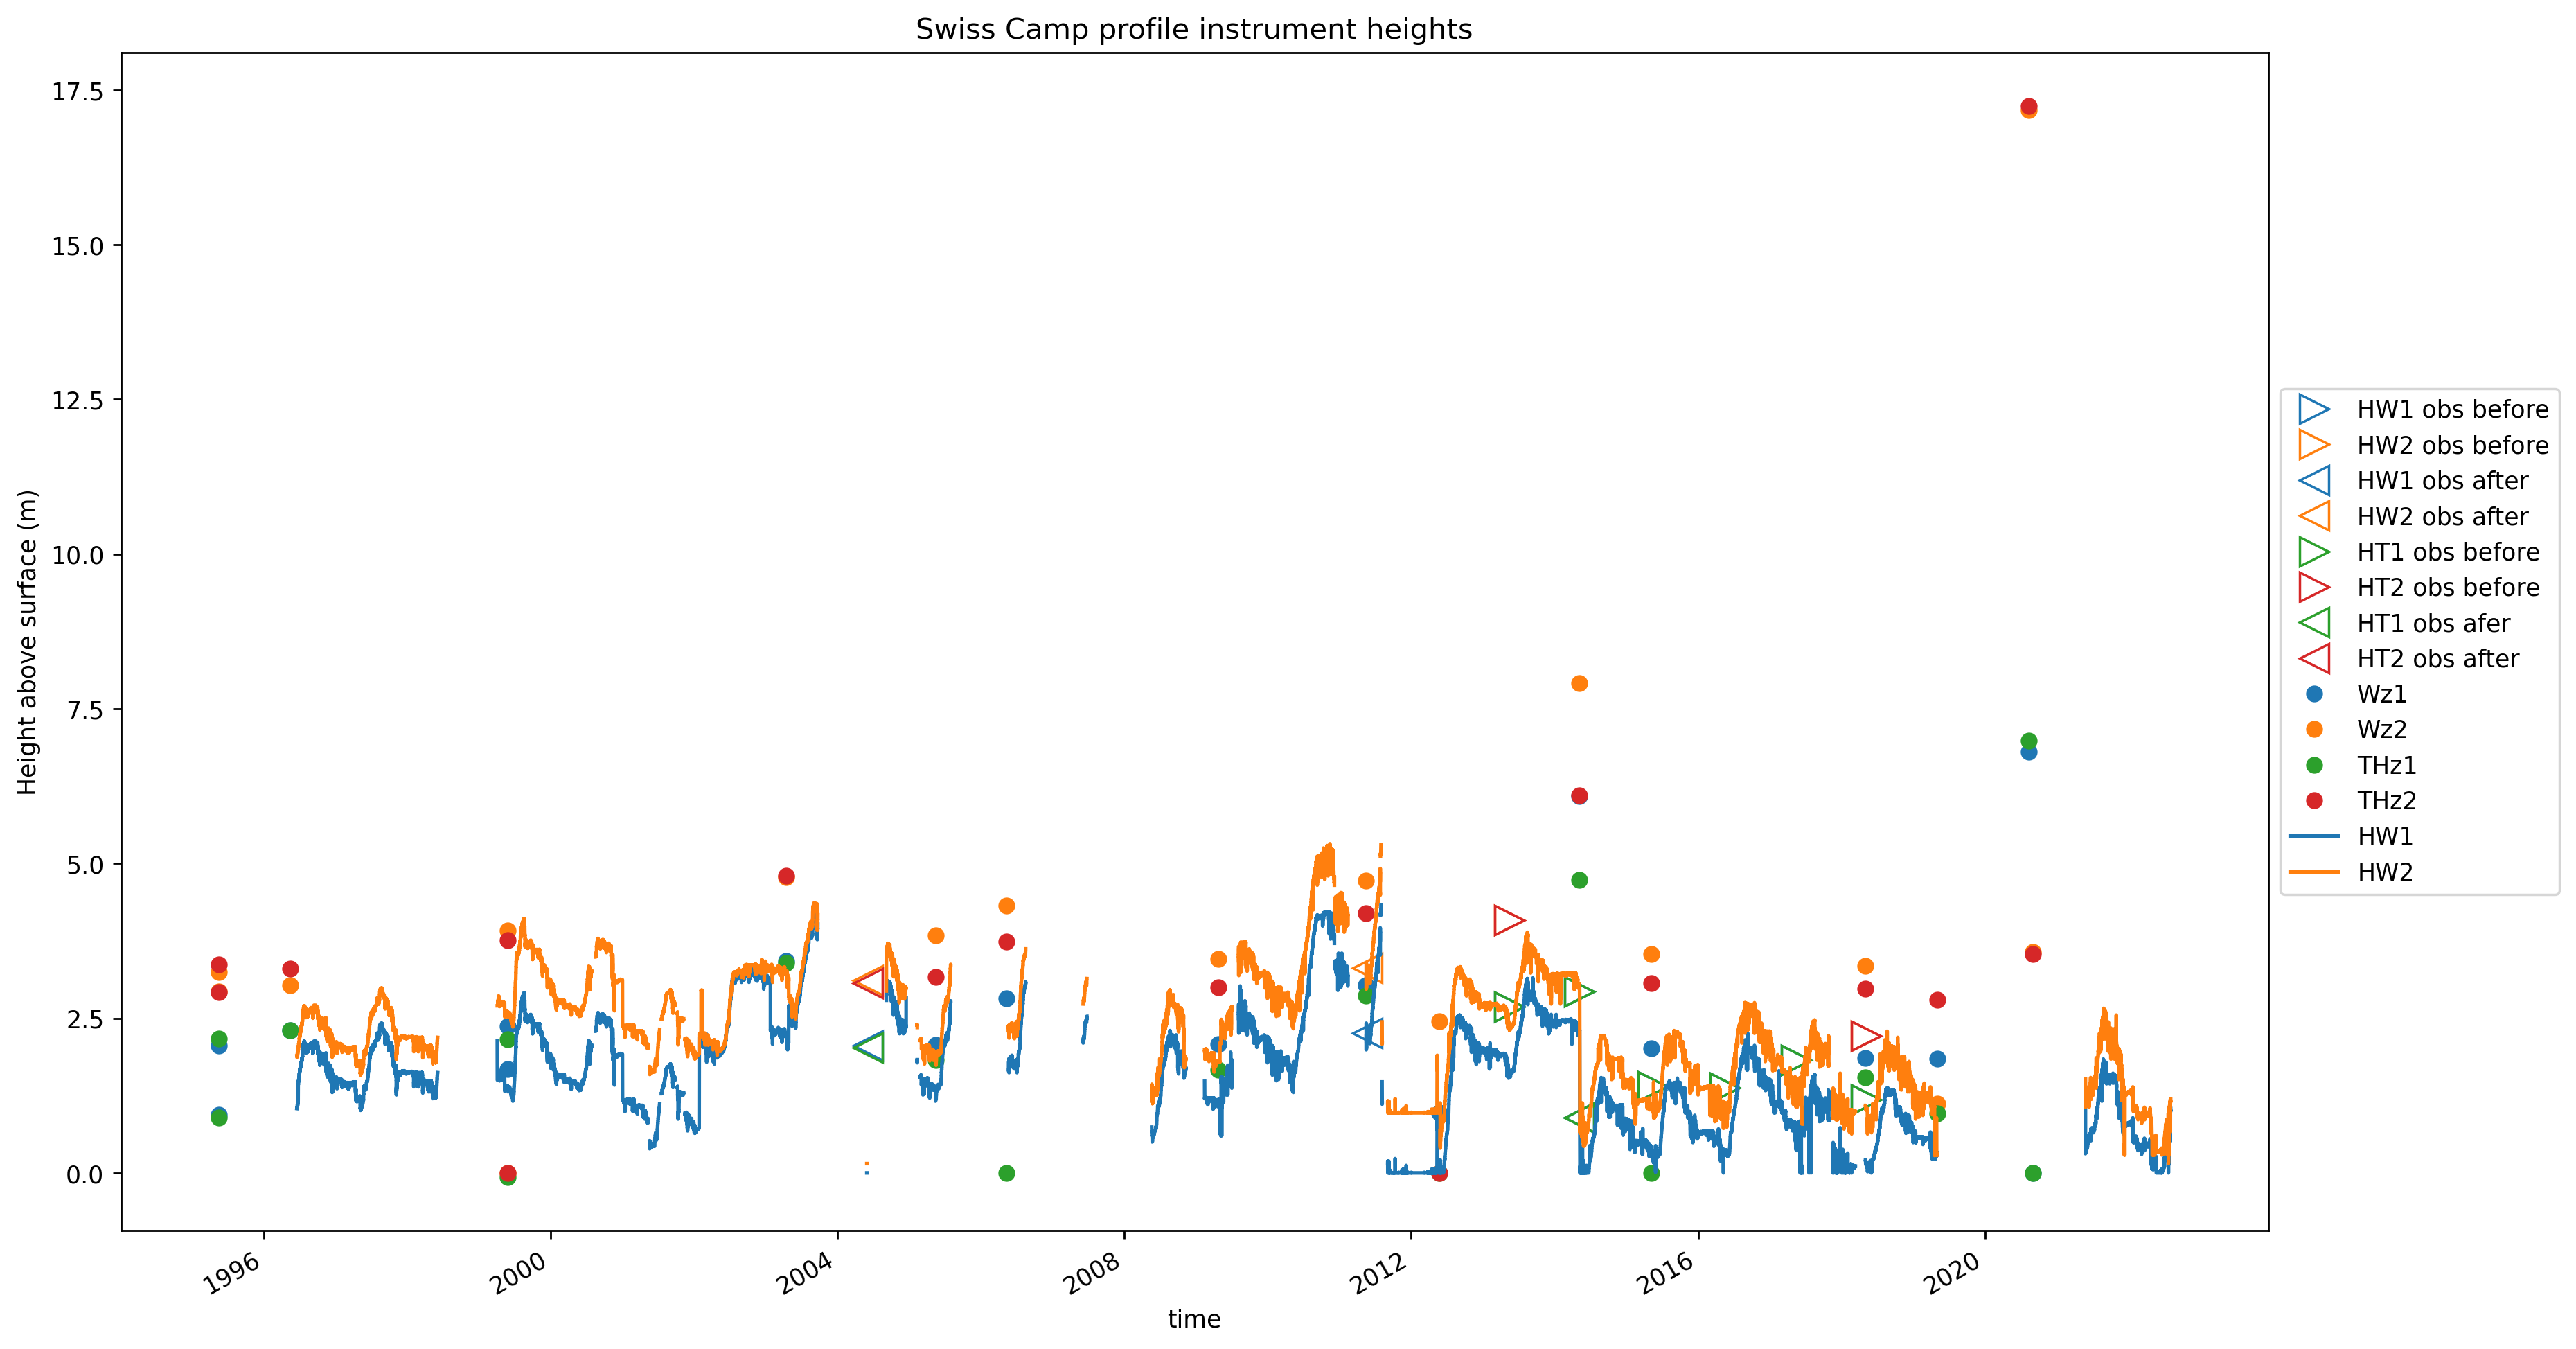 Swiss Camp profile instrument heights
Height above surface (m)
17.5
15.0
12.5
10.0
7.5
5.0
2.5
0.0
1996
2000
2004
2008
2012
2016
2020
time
HW1 obs before
HW2 obs before
HW1 obs after
HW2 obs after
HT1 obs before
HT2 obs before
HT1 obs afer
HT2 obs after
Wz1
Wz2
THz1
THz2
HW1
HW2